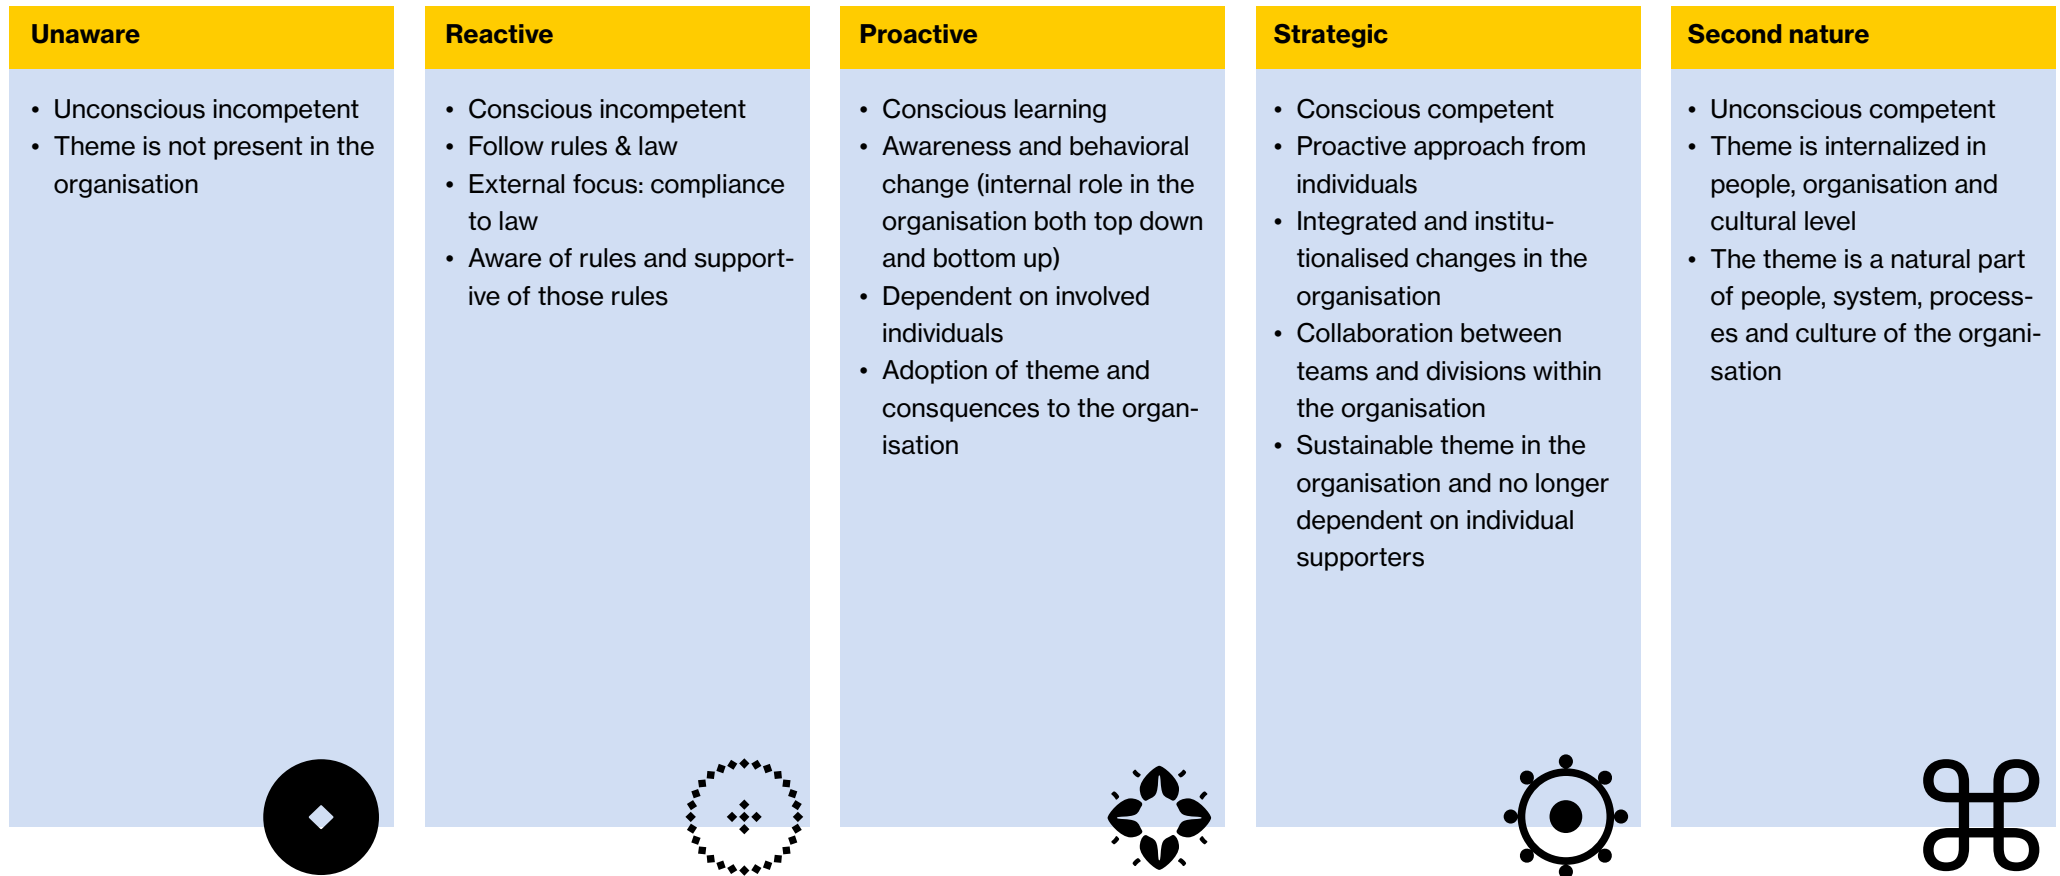 Unaware
• Unconscious incompetent
• Theme is not present in the
organisation
Reactive
• Conscious incompetent
• Follow rules & law
• External focus: compliance
to law
• Aware of rules and support-
ive of those rules
Proactive
• Conscious learning
• Awareness and behavioral
change (internal role in the
organisation both top down
and bottom up)
• Dependent on involved
individuals
• Adoption of theme and
consquences to the organ-
isation
Strategic
• Conscious competent
• Proactive approach from
individuals
• Integrated and institu-
tionalised changes in the
organisation
• Collaboration between
teams and divisions within
the organisation
• Sustainable theme in the
organisation and no longer
dependent on individual
supporters
Second nature
• Unconscious competent
• Theme is internalized in
people, organisation and
cultural level
• The theme is a natural part
of people, system, process-
es and culture of the organi-
sation